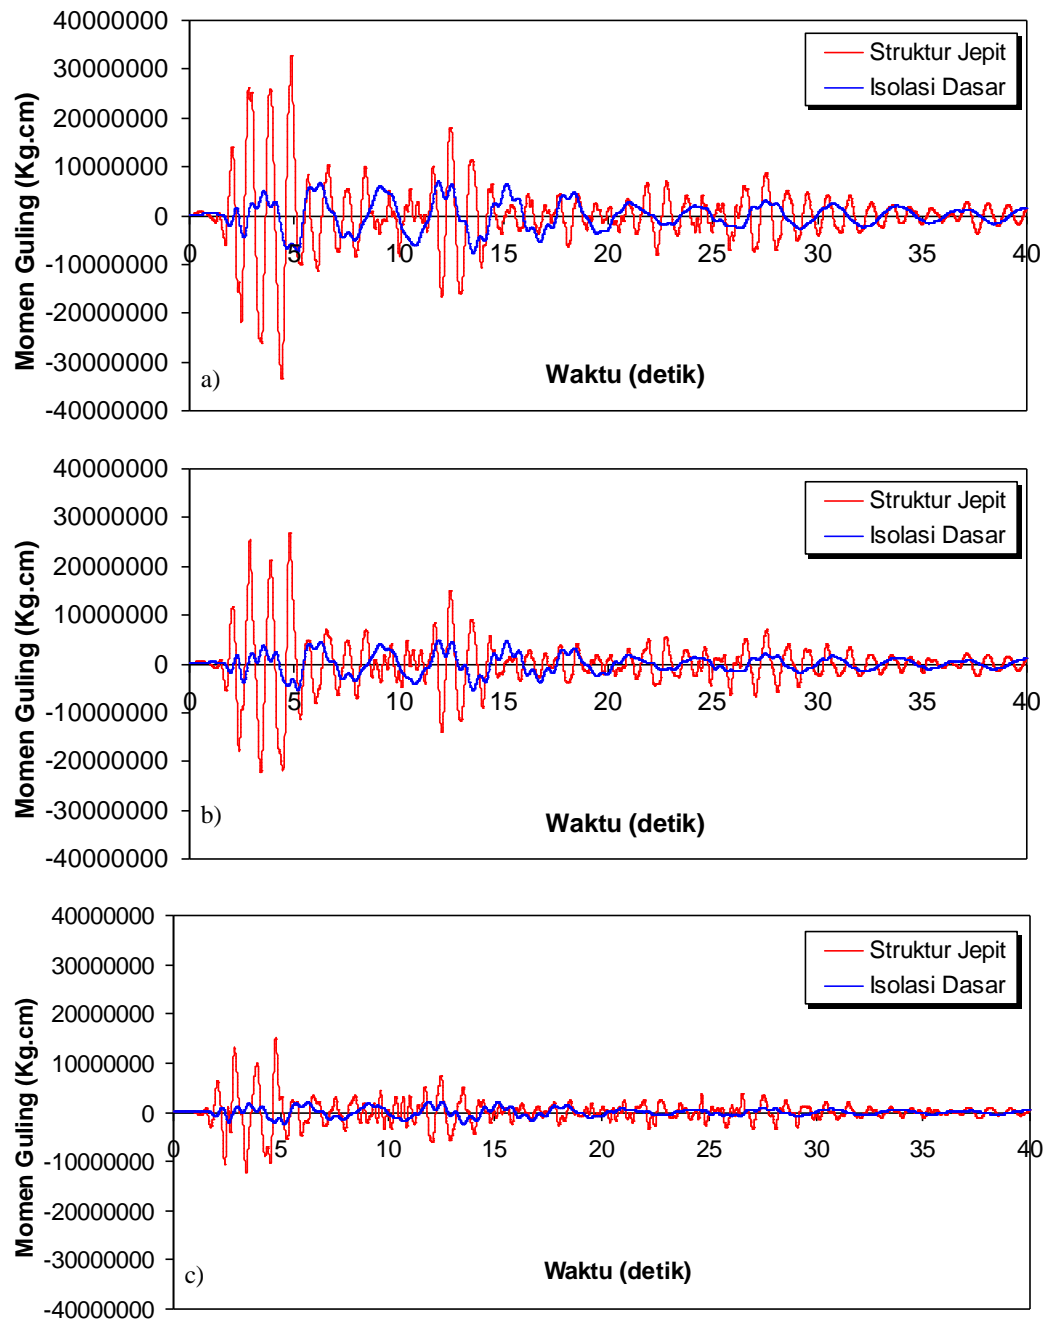 40000000
30000000
20000000
10000000
0
-10000000
-20000000
-30000000
-40000000
Momen Guling (Kg.cm)
Struktur Jepit
Isolasi Dasar
0 5 10 15 20 25 30 35 40
Waktu (detik)
a)
40000000
30000000
20000000
10000000
0
-10000000
-20000000
-30000000
-40000000
Momen Guling (Kg.cm)
Struktur Jepit
Isolasi Dasar
0 5 10 15 20 25 30 35 40
Waktu (detik)
b)
40000000
30000000
20000000
10000000
0
-10000000
-20000000
-30000000
-40000000
Momen Guling (Kg.cm)
Struktur Jepit
Isolasi Dasar
0 5 10 15 20 25 30 35 40
Waktu (detik)
c)